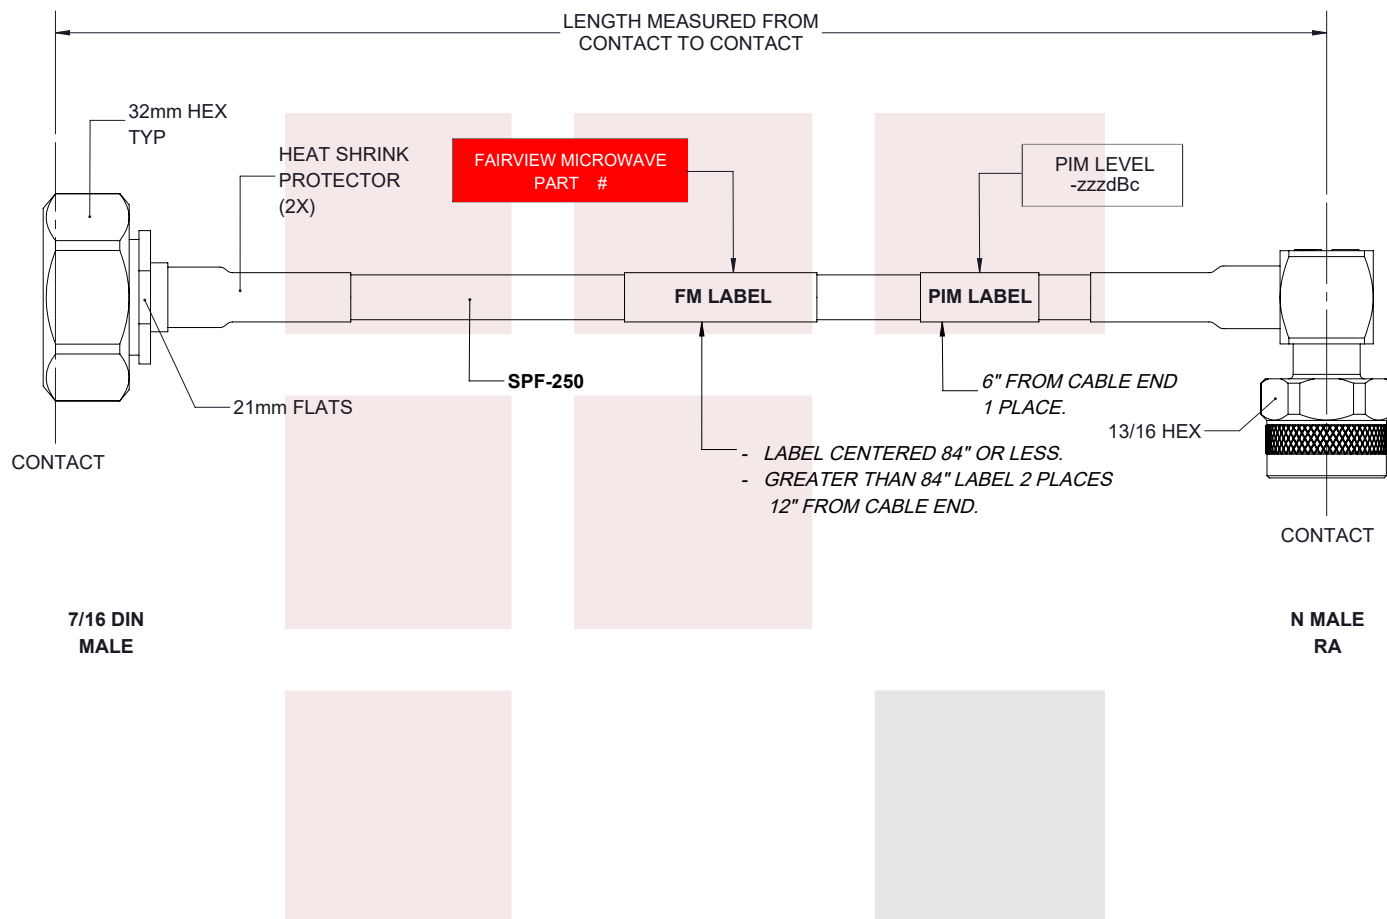 LENGTH MEASURED FROM
CONTACT TO CONTACT
32mm HEX
TYP
HEAT SHRINK
PROTECTOR
(2X)
FAIRVIEW MICROWAVE
PART #
PIM LEVEL
-zzzdBc
FM LABEL
PIM LABEL
SPF-250
21mm FLATS
6" FROM CABLE END
1 PLACE.
13/16 HEX
- LABEL CENTERED 84" OR LESS.
- GREATER THAN 84" LABEL 2 PLACES
12" FROM CABLE END.
CONTACT
CONTACT
7/16 DIN
MALE
N MALE
RA